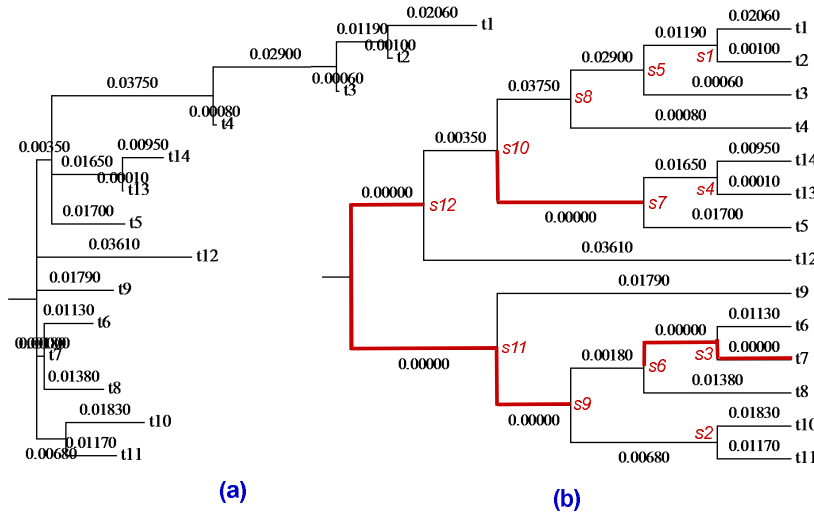 0.02060
t1
0.01190
0.00100
t2
0.02900
0.00060
t3
0.03750
0.00080
t4
0.00350
0.00950
t14
0.01650
0.00010
t13
0.01700
t5
0.03610
t12
0.01790
t9
0.01130
t6
t7
0.01380
t8
0.01830
t10
0.01170
t11
0.00680
(a)
0.02060
t1
0.01190
s1
0.00100
t2
0.02900
s5
0.00060
t3
0.03750
s8
0.00080
t4
0.00350
s10
0.00950
t14
0.01650
s4
0.00010
t13
0.00000
s7
0.01700
t5
0.00000
s12
0.03610
t12
0.01790
t9
0.00000
s11
0.01130
t6
0.00000
s3
0.00000
t7
0.00180
s6
0.01380
t8
0.00000
s9
0.01830
t10
s2
0.01170
t11
0.00680
(b)